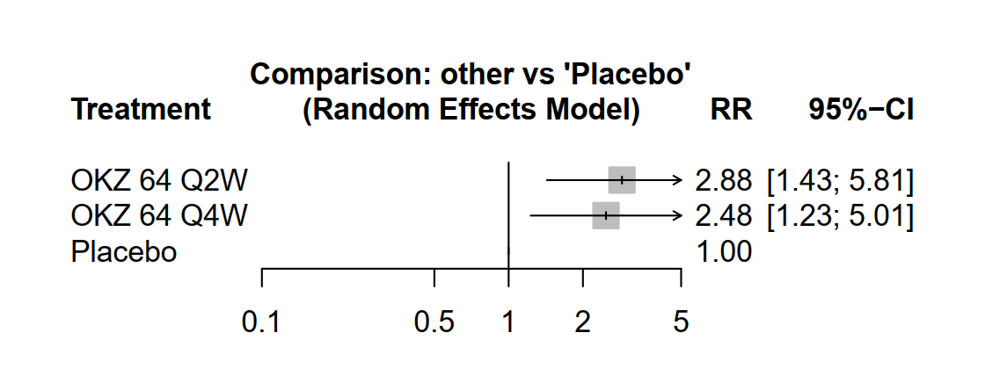 Comparison: other vs 'Placebo'
Treatment (Random Effects Model) RR 95%−CI
OKZ 64 Q2W 2.88 [1.43; 5.81]
OKZ 64 Q4W 2.48 [1.23; 5.01]
Placebo 1.00
0.1 0.5 1 2 5